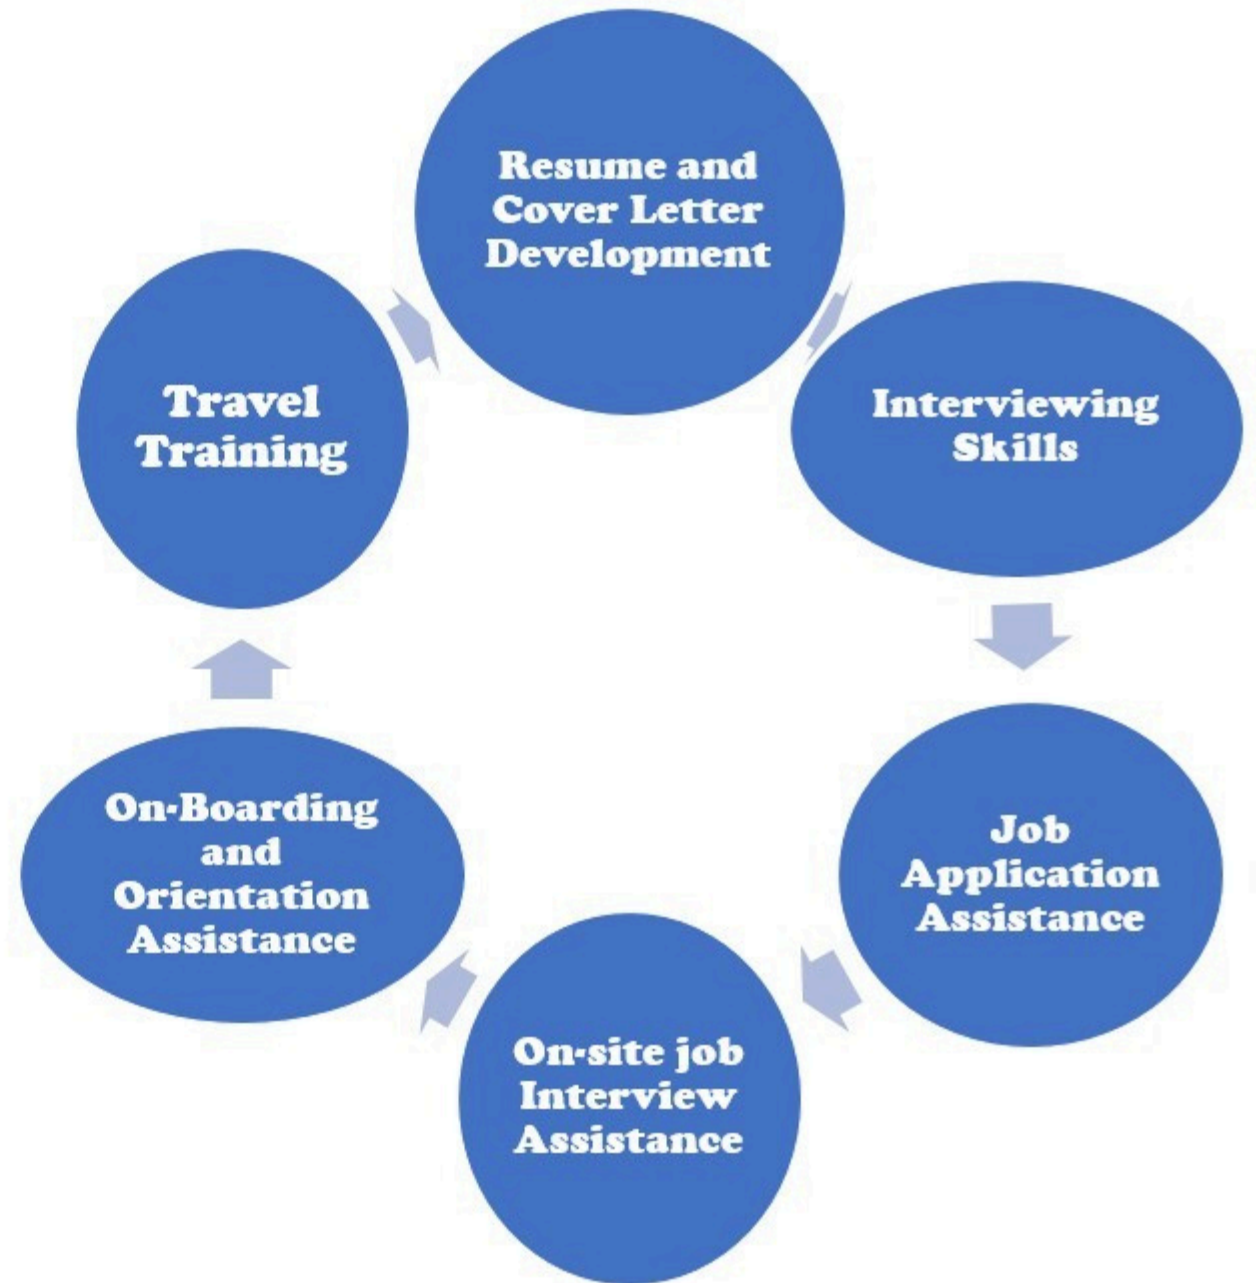 Resume and
Cover Letter
Development
Interviewing
Skills
Job
Application
Assistance
On-site job
Interview
Assistance
On-Boarding
and
Orientation
Assistance
Travel
Training